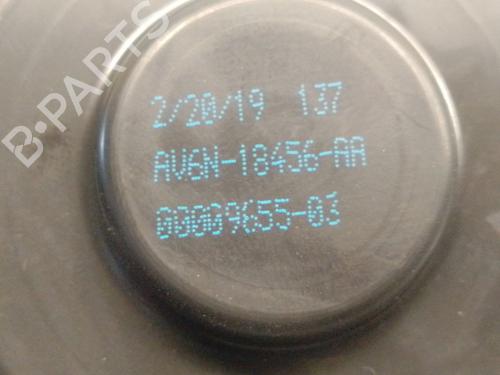 B-PARTS
2/20/19 137
AV6N-18456-AA
00009655-03